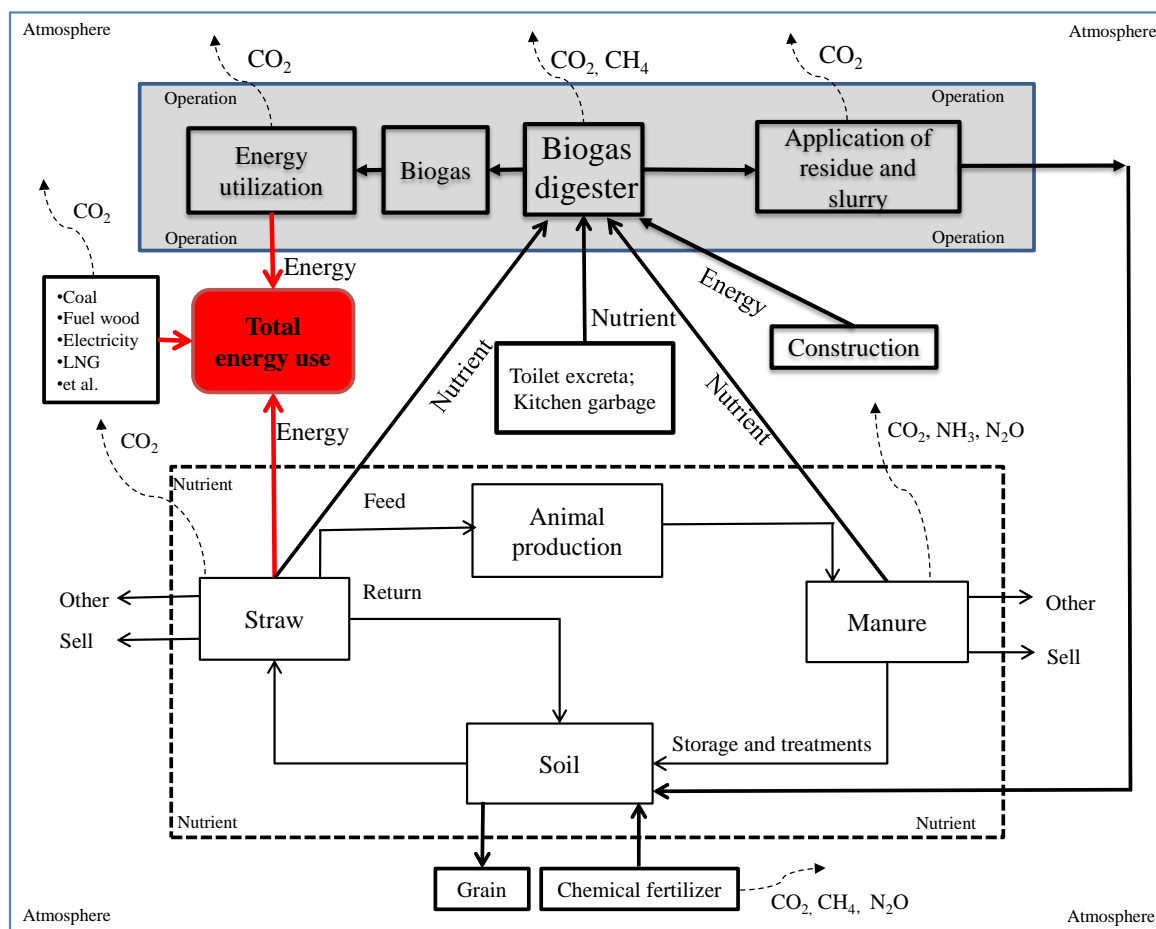 Atmosphere
Atmosphere
CO2
CO2, CH4
CO2
Operation
Operation
Energy
utilization
Biogas
Biogas
digester
Application of
residue and
slurry
CO2
Operation
Operation
Energy
Energy
•Coal
•Fuel wood
•Electricity
•LNG
•et al.
Total
energy use
Nutrient
Nutrient
Nutrient
Construction
Toilet excreta;
Kitchen garbage
CO2
Energy
CO2, NH3, N2O
Nutrient
Feed
Animal
production
Other
Sell
Straw
Return
Manure
Other
Sell
Soil
Storage and treatments
Nutrient
Nutrient
Grain
Chemical fertilizer
CO2, CH4, N2O
Atmosphere
Atmosphere